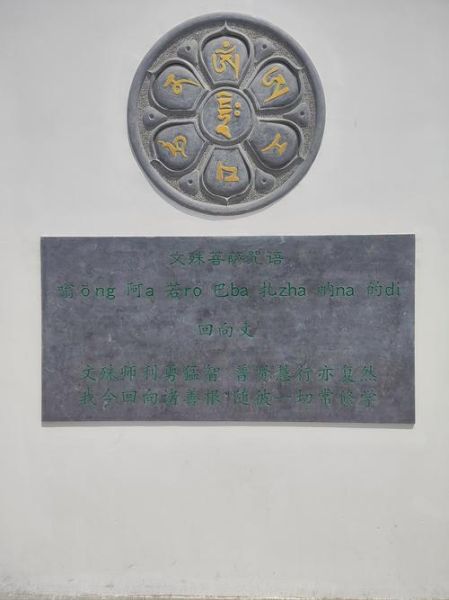 文殊菩萨咒语
嗡ōng 阿a 若ro 巴ba 扎zha 呐na 的di
回向文
文殊师利勇猛智 普贤慧行亦复然
我今回向诸善根 随彼一切常修学